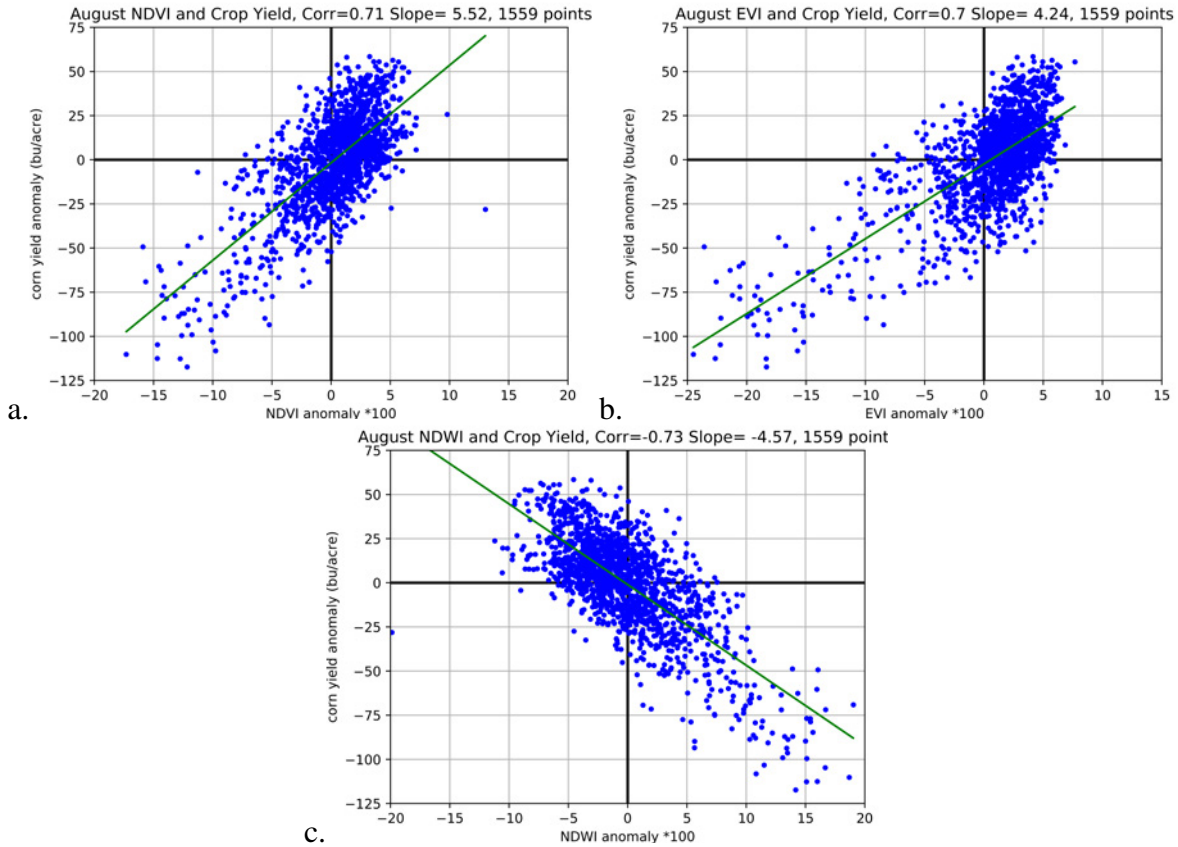 August NDVI and Crop Yield, Corr=0.71 Slope= 5.52, 1559 points
75
50
25
0
−25
−50
−75
−100
−125
corn yield anomaly (bu/acre)
−20 −15 −10 −5 0 5 10 15 20
NDVI anomaly *100
a.
August EVI and Crop Yield, Corr=0.7 Slope= 4.24, 1559 points
75
50
25
0
−25
−50
−75
−100
−125
corn yield anomaly (bu/acre)
−25 −20 −15 −10 −5 0 5 10 15
EVI anomaly *100
b.
August NDWI and Crop Yield, Corr=-0.73 Slope= -4.57, 1559 point
75
50
25
0
−25
−50
−75
−100
−125
corn yield anomaly (bu/acre)
−20 −15 −10 −5 0 5 10 15 20
NDWI anomaly *100
c.